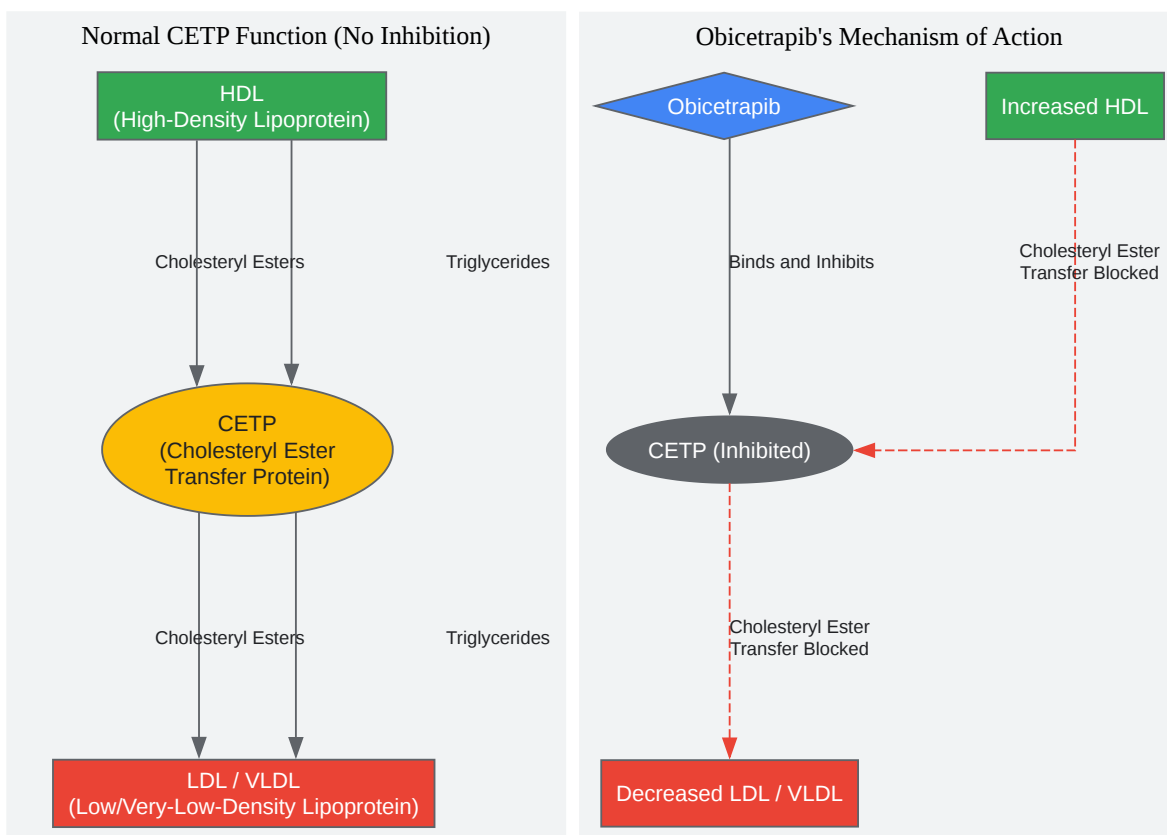 Normal CETP Function (No Inhibition)
HDL
(High-Density Lipoprotein)
Cholesteryl Esters
Triglycerides
CETP
(Cholesteryl Ester
Transfer Protein)
Cholesteryl Esters
Triglycerides
LDL / VLDL
(Low/Very-Low-Density Lipoprotein)
Obicetrapib's Mechanism of Action
Obicetrapib
Increased HDL
Binds and Inhibits
Cholesteryl Ester
Transfer Blocked
CETP (Inhibited)
Cholesteryl Ester
Transfer Blocked
Decreased LDL / VLDL